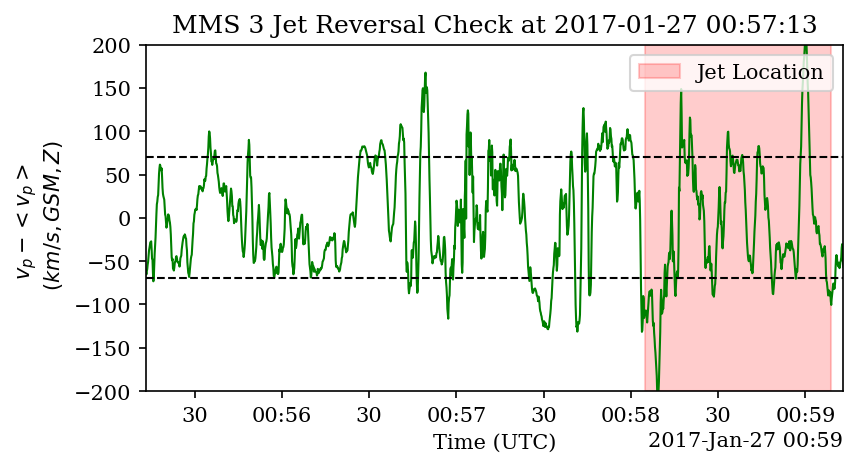 MMS 3 Jet Reversal Check at 2017-01-27 00:57:13
Jet Location
v_p − < v_p >
(km/s, GSM, Z)
200
150
100
50
0
−50
−100
−150
−200
30 00:56 30 00:57 30 00:58 30 00:59
Time (UTC)
2017-Jan-27 00:59